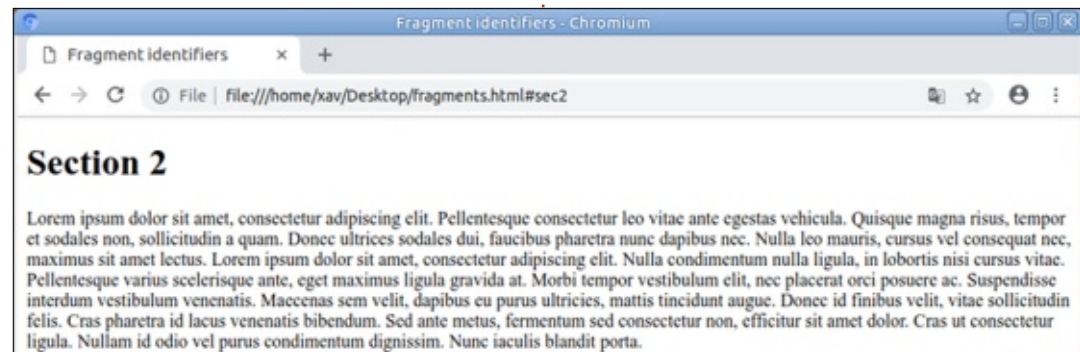 Fragment identifiers - Chromium
Fragment identifiers
File | file:///home/xav/Desktop/fragments.html#sec2
Section 2
Lorem ipsum dolor sit amet, consectetur adipiscing elit. Pellentesque consectetur leo vitae ante egestas vehicula. Quisque magna risus, tempor
et sodales non, sollicitudin a quam. Donec ultrices sodales dui, faucibus pharetra nunc dapibus nec. Nulla leo mauris, cursus vel consequat nec,
maximus sit amet lectus. Lorem ipsum dolor sit amet, consectetur adipiscing elit. Nulla condimentum nulla ligula, in lobortis nisi cursus vitae.
Pellentesque varius scelerisque ante, eget maximus ligula gravida at. Morbi tempor vestibulum elit, nec placerat orci posuere ac. Suspendisse
interdum vestibulum venenatis. Maecenas sem velit, dapibus eu purus ultricies, mattis tincidunt augue. Donec id finibus velit, vitae sollicitudin
felis. Cras pharetra id lacus venenatis bibendum. Sed ante metus, fermentum sed consectetur non, efficitur sit amet dolor. Cras ut consectetur
ligula. Nullam id odio vel purus condimentum dignissim. Nunc iaculis blandit porta.